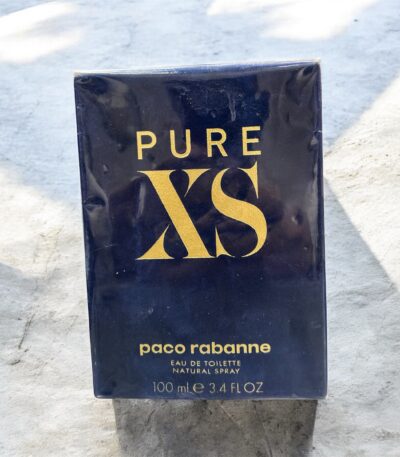 PURE
XS
paco rabanne
EAU DE TOILETTE
NATURAL SPRAY
100 ml ℮ 3.4 FL OZ